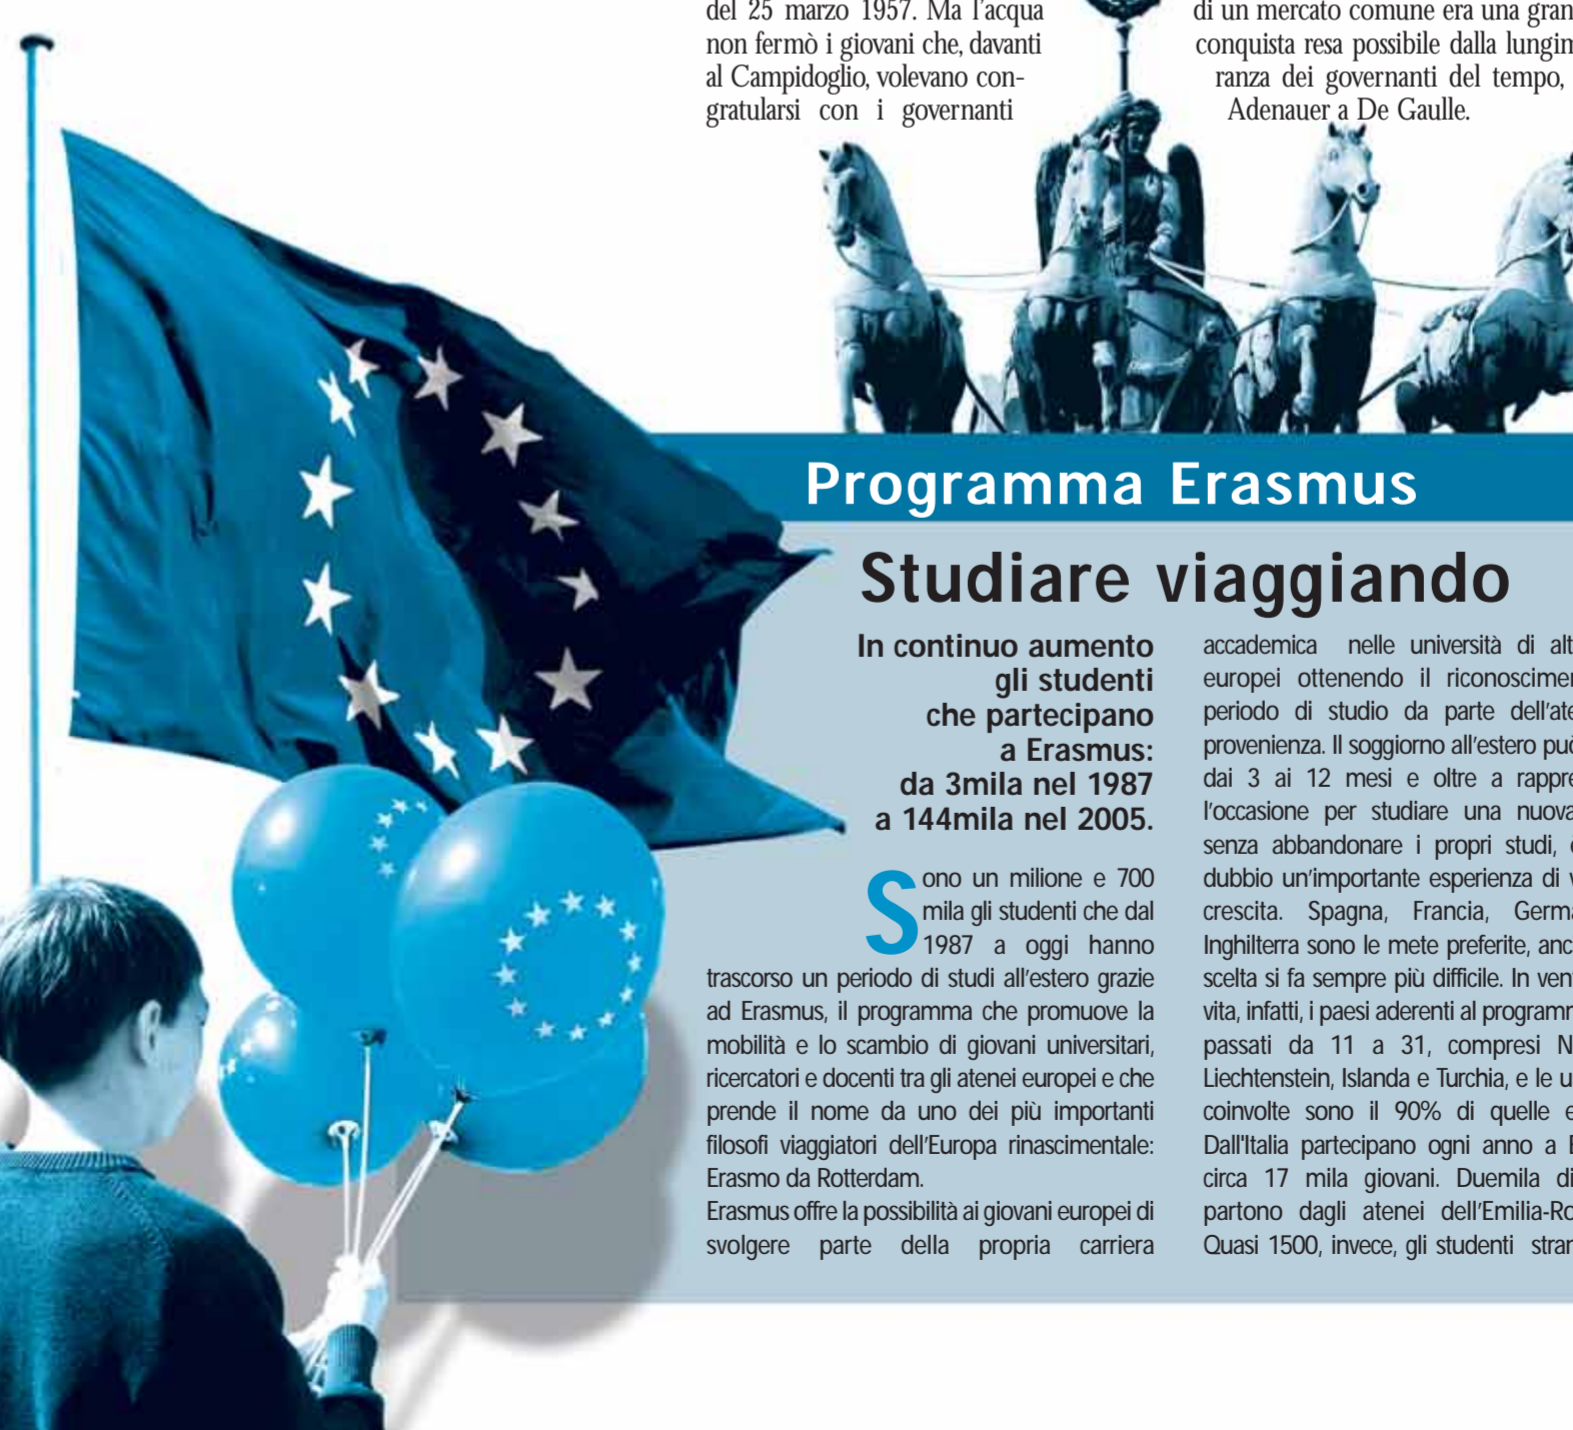 del 25 marzo 1957. Ma l'acqua
non fermò i giovani che, davanti
al Campidoglio, volevano con-
gratularsi con i governanti
di un mercato comune era una gran
conquista resa possibile dalla lungim
ranza dei governanti del tempo,
Adenauer a De Gaulle.
Programma Erasmus
Studiare viaggiando
In continuo aumento
gli studenti
che partecipano
a Erasmus:
da 3mila nel 1987
a 144mila nel 2005.
Sono un milione e 700
mila gli studenti che dal
1987 a oggi hanno
trascorso un periodo di studi all'estero grazie
ad Erasmus, il programma che promuove la
mobilità e lo scambio di giovani universitari,
ricercatori e docenti tra gli atenei europei e che
prende il nome da uno dei più importanti
filosofi viaggiatori dell'Europa rinascimentale:
Erasmo da Rotterdam.
Erasmus offre la possibilità ai giovani europei di
svolgere parte della propria carriera
accademica nelle università di alt
europei ottenendo il riconoscimen
periodo di studio da parte dell'ate
provenienza. Il soggiorno all'estero può
dai 3 ai 12 mesi e oltre a rappre
l'occasione per studiare una nuova
senza abbandonare i propri studi,
dubbio un'importante esperienza di v
crescita. Spagna, Francia, Germa
Inghilterra sono le mete preferite, anc
scelta si fa sempre più difficile. In vent
vita, infatti, i paesi aderenti al programm
passati da 11 a 31, compresi N
Liechtenstein, Islanda e Turchia, e le u
coinvolte sono il 90% di quelle e
Dall'Italia partecipano ogni anno a E
circa 17 mila giovani. Duemila di
partono dagli atenei dell'Emilia-Ro
Quasi 1500, invece, gli studenti stran